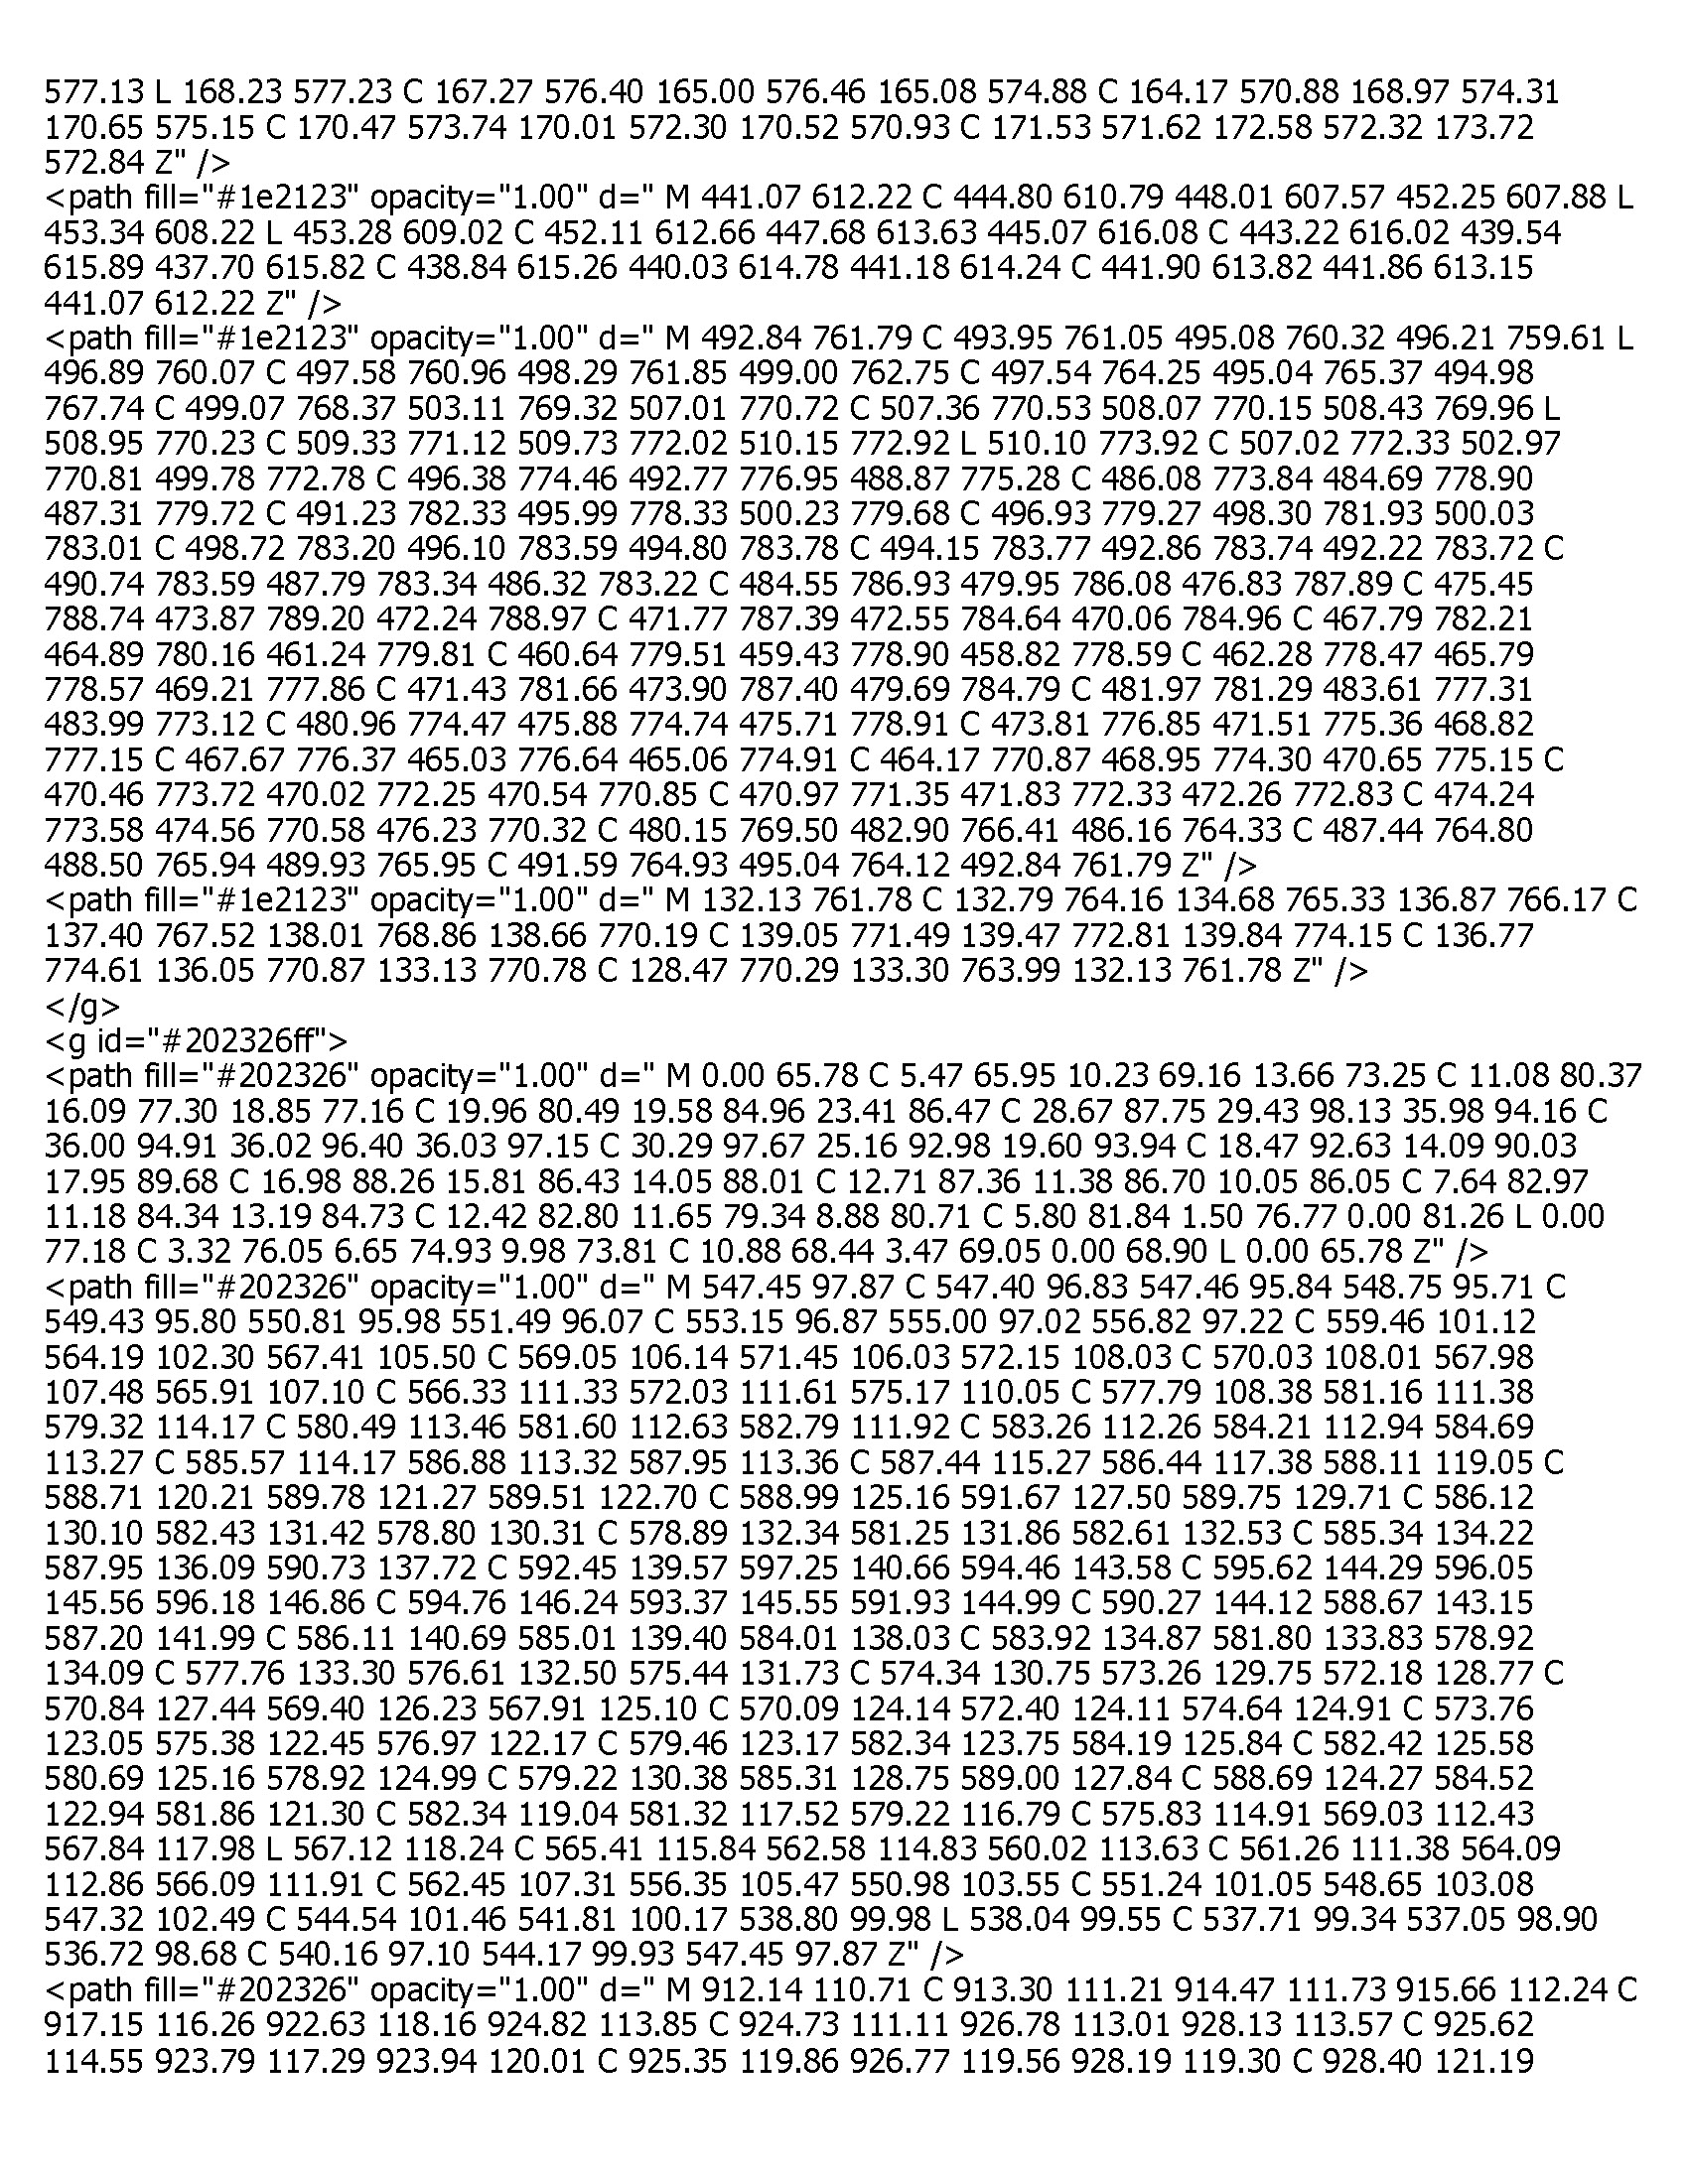 577.13 L 168.23 577.23 C 167.27 576.40 165.00 576.46 165.08 574.88 C 164.17 570.88 168.97 574.31
170.65 575.15 C 170.47 573.74 170.01 572.30 170.52 570.93 C 171.53 571.62 172.58 572.32 173.72
572.84 Z" />
<path fill="#1e2123" opacity="1.00" d=" M 441.07 612.22 C 444.80 610.79 448.01 607.57 452.25 607.88 L
453.34 608.22 L 453.28 609.02 C 452.11 612.66 447.68 613.63 445.07 616.08 C 443.22 616.02 439.54
615.89 437.70 615.82 C 438.84 615.26 440.03 614.78 441.18 614.24 C 441.90 613.82 441.86 613.15
441.07 612.22 Z" />
<path fill="#1e2123" opacity="1.00" d=" M 492.84 761.79 C 493.95 761.05 495.08 760.32 496.21 759.61 L
496.89 760.07 C 497.58 760.96 498.29 761.85 499.00 762.75 C 497.54 764.25 495.04 765.37 494.98
767.74 C 499.07 768.37 503.11 769.32 507.01 770.72 C 507.36 770.53 508.07 770.15 508.43 769.96 L
508.95 770.23 C 509.33 771.12 509.73 772.02 510.15 772.92 L 510.10 773.92 C 507.02 772.33 502.97
770.81 499.78 772.78 C 496.38 774.46 492.77 776.95 488.87 775.28 C 486.08 773.84 484.69 778.90
487.31 779.72 C 491.23 782.33 495.99 778.33 500.23 779.68 C 496.93 779.27 498.30 781.93 500.03
783.01 C 498.72 783.20 496.10 783.59 494.80 783.78 C 494.15 783.77 492.86 783.74 492.22 783.72 C
490.74 783.59 487.79 783.34 486.32 783.22 C 484.55 786.93 479.95 786.08 476.83 787.89 C 475.45
788.74 473.87 789.20 472.24 788.97 C 471.77 787.39 472.55 784.64 470.06 784.96 C 467.79 782.21
464.89 780.16 461.24 779.81 C 460.64 779.51 459.43 778.90 458.82 778.59 C 462.28 778.47 465.79
778.57 469.21 777.86 C 471.43 781.66 473.90 787.40 479.69 784.79 C 481.97 781.29 483.61 777.31
483.99 773.12 C 480.96 774.47 475.88 774.74 475.71 778.91 C 473.81 776.85 471.51 775.36 468.82
777.15 C 467.67 776.37 465.03 776.64 465.06 774.91 C 464.17 770.87 468.95 774.30 470.65 775.15 C
470.46 773.72 470.02 772.25 470.54 770.85 C 470.97 771.35 471.83 772.33 472.26 772.83 C 474.24
773.58 474.56 770.58 476.23 770.32 C 480.15 769.50 482.90 766.41 486.16 764.33 C 487.44 764.80
488.50 765.94 489.93 765.95 C 491.59 764.93 495.04 764.12 492.84 761.79 Z" />
<path fill="#1e2123" opacity="1.00" d=" M 132.13 761.78 C 132.79 764.16 134.68 765.33 136.87 766.17 C
137.40 767.52 138.01 768.86 138.66 770.19 C 139.05 771.49 139.47 772.81 139.84 774.15 C 136.77
774.61 136.05 770.87 133.13 770.78 C 128.47 770.29 133.30 763.99 132.13 761.78 Z" />
</g>
<g id="#202326ff">
<path fill="#202326" opacity="1.00" d=" M 0.00 65.78 C 5.47 65.95 10.23 69.16 13.66 73.25 C 11.08 80.37
16.09 77.30 18.85 77.16 C 19.96 80.49 19.58 84.96 23.41 86.47 C 28.67 87.75 29.43 98.13 35.98 94.16 C
36.00 94.91 36.02 96.40 36.03 97.15 C 30.29 97.67 25.16 92.98 19.60 93.94 C 18.47 92.63 14.09 90.03
17.95 89.68 C 16.98 88.26 15.81 86.43 14.05 88.01 C 12.71 87.36 11.38 86.70 10.05 86.05 C 7.64 82.97
11.18 84.34 13.19 84.73 C 12.42 82.80 11.65 79.34 8.88 80.71 C 5.80 81.84 1.50 76.77 0.00 81.26 L 0.00
77.18 C 3.32 76.05 6.65 74.93 9.98 73.81 C 10.88 68.44 3.47 69.05 0.00 68.90 L 0.00 65.78 Z" />
<path fill="#202326" opacity="1.00" d=" M 547.45 97.87 C 547.40 96.83 547.46 95.84 548.75 95.71 C
549.43 95.80 550.81 95.98 551.49 96.07 C 553.15 96.87 555.00 97.02 556.82 97.22 C 559.46 101.12
564.19 102.30 567.41 105.50 C 569.05 106.14 571.45 106.03 572.15 108.03 C 570.03 108.01 567.98
107.48 565.91 107.10 C 566.33 111.33 572.03 111.61 575.17 110.05 C 577.79 108.38 581.16 111.38
579.32 114.17 C 580.49 113.46 581.60 112.63 582.79 111.92 C 583.26 112.26 584.21 112.94 584.69
113.27 C 585.57 114.17 586.88 113.32 587.95 113.36 C 587.44 115.27 586.44 117.38 588.11 119.05 C
588.71 120.21 589.78 121.27 589.51 122.70 C 588.99 125.16 591.67 127.50 589.75 129.71 C 586.12
130.10 582.43 131.42 578.80 130.31 C 578.89 132.34 581.25 131.86 582.61 132.53 C 585.34 134.22
587.95 136.09 590.73 137.72 C 592.45 139.57 597.25 140.66 594.46 143.58 C 595.62 144.29 596.05
145.56 596.18 146.86 C 594.76 146.24 593.37 145.55 591.93 144.99 C 590.27 144.12 588.67 143.15
587.20 141.99 C 586.11 140.69 585.01 139.40 584.01 138.03 C 583.92 134.87 581.80 133.83 578.92
134.09 C 577.76 133.30 576.61 132.50 575.44 131.73 C 574.34 130.75 573.26 129.75 572.18 128.77 C
570.84 127.44 569.40 126.23 567.91 125.10 C 570.09 124.14 572.40 124.11 574.64 124.91 C 573.76
123.05 575.38 122.45 576.97 122.17 C 579.46 123.17 582.34 123.75 584.19 125.84 C 582.42 125.58
580.69 125.16 578.92 124.99 C 579.22 130.38 585.31 128.75 589.00 127.84 C 588.69 124.27 584.52
122.94 581.86 121.30 C 582.34 119.04 581.32 117.52 579.22 116.79 C 575.83 114.91 569.03 112.43
567.84 117.98 L 567.12 118.24 C 565.41 115.84 562.58 114.83 560.02 113.63 C 561.26 111.38 564.09
112.86 566.09 111.91 C 562.45 107.31 556.35 105.47 550.98 103.55 C 551.24 101.05 548.65 103.08
547.32 102.49 C 544.54 101.46 541.81 100.17 538.80 99.98 L 538.04 99.55 C 537.71 99.34 537.05 98.90
536.72 98.68 C 540.16 97.10 544.17 99.93 547.45 97.87 Z" />
<path fill="#202326" opacity="1.00" d=" M 912.14 110.71 C 913.30 111.21 914.47 111.73 915.66 112.24 C
917.15 116.26 922.63 118.16 924.82 113.85 C 924.73 111.11 926.78 113.01 928.13 113.57 C 925.62
114.55 923.79 117.29 923.94 120.01 C 925.35 119.86 926.77 119.56 928.19 119.30 C 928.40 121.19